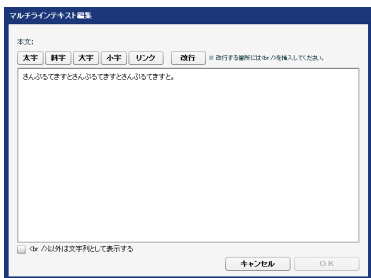 マルチラインテキスト編集
本文:
太字 斜字 大字 小字 リンク 改行 ※ 改行する箇所には<br />を挿入してください。
さんぷるてきすとさんぷるてきすとさんぷるてきすと。
<br />以外は文字列として表示する
キャンセル OK